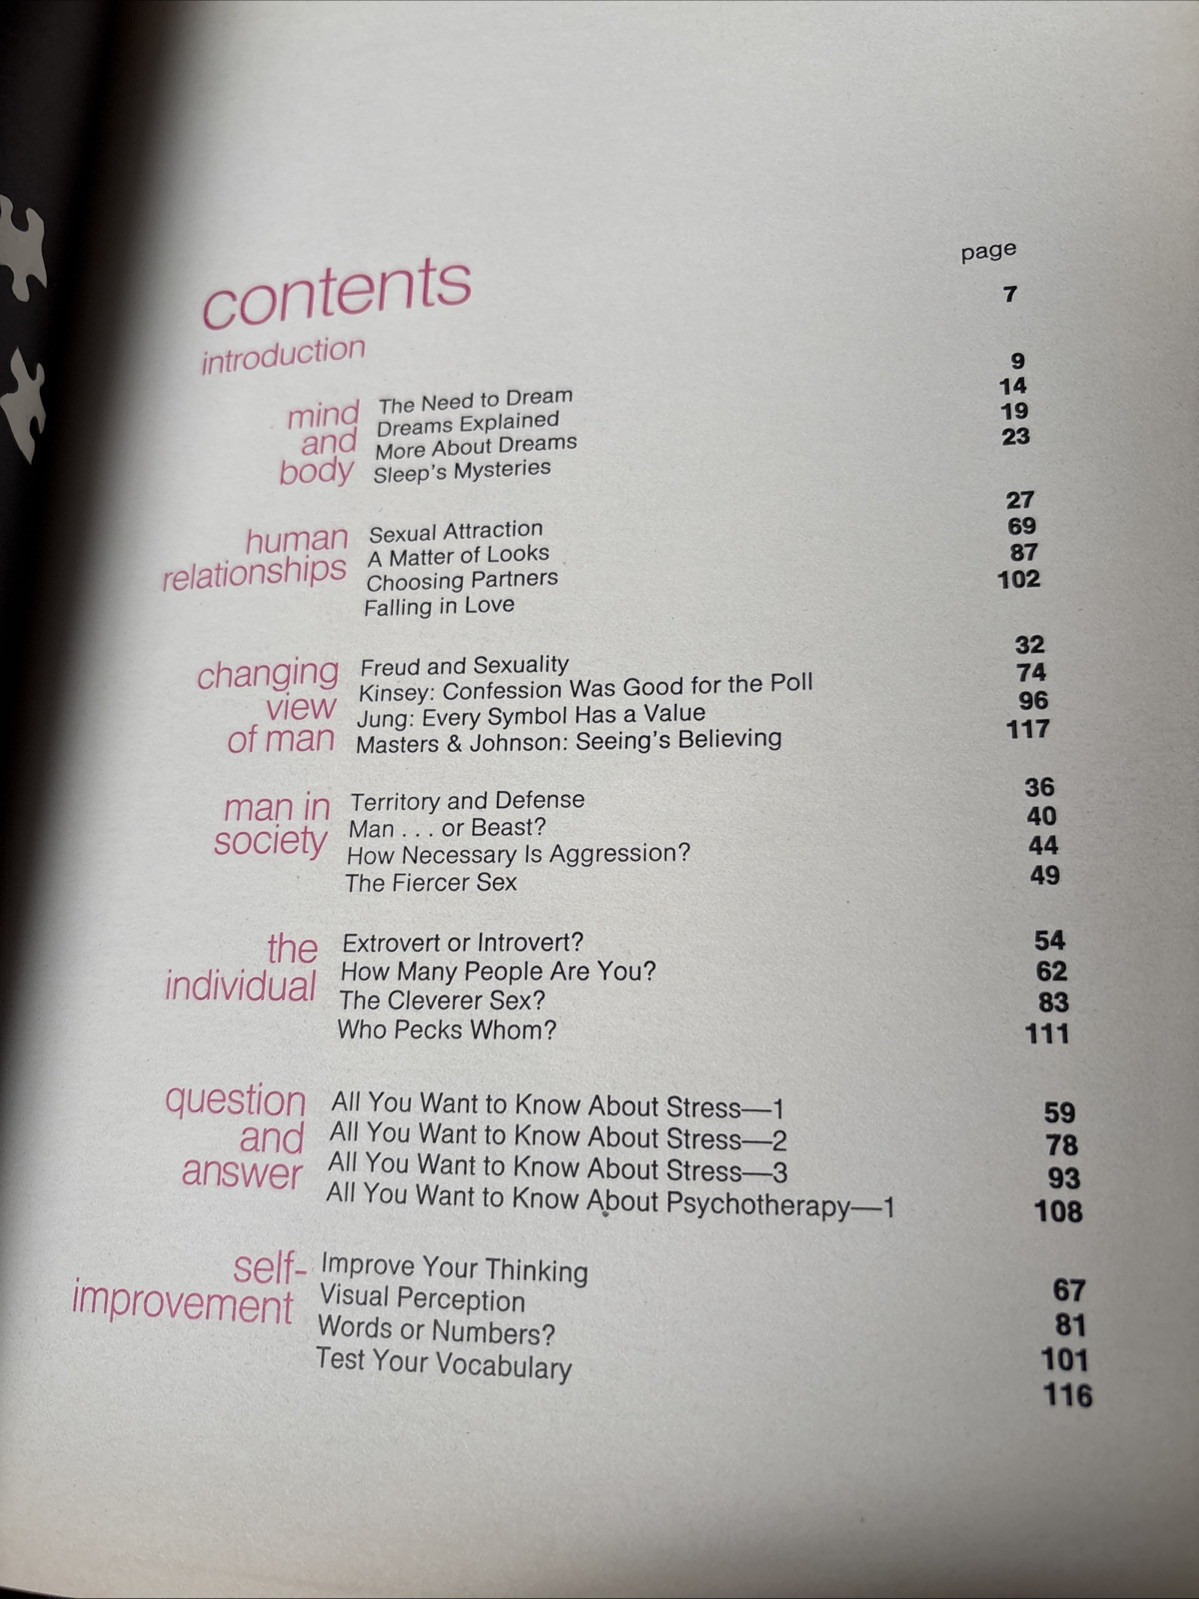 page
contents
7
introduction
mind and body
The Need to Dream 9
Dreams Explained 14
More About Dreams 19
Sleep's Mysteries 23
human relationships
Sexual Attraction 27
A Matter of Looks 69
Choosing Partners 87
Falling in Love 102
changing view of man
Freud and Sexuality 32
Kinsey: Confession Was Good for the Poll 74
Jung: Every Symbol Has a Value 96
Masters & Johnson: Seeing's Believing 117
man in society
Territory and Defense 36
Man . . . or Beast? 40
How Necessary Is Aggression? 44
The Fiercer Sex 49
the individual
Extrovert or Introvert? 54
How Many People Are You? 62
The Cleverer Sex? 83
Who Pecks Whom? 111
question and answer
All You Want to Know About Stress—1 59
All You Want to Know About Stress—2 78
All You Want to Know About Stress—3 93
All You Want to Know About Psychotherapy—1 108
self-improvement
Improve Your Thinking 67
Visual Perception 81
Words or Numbers? 101
Test Your Vocabulary 116